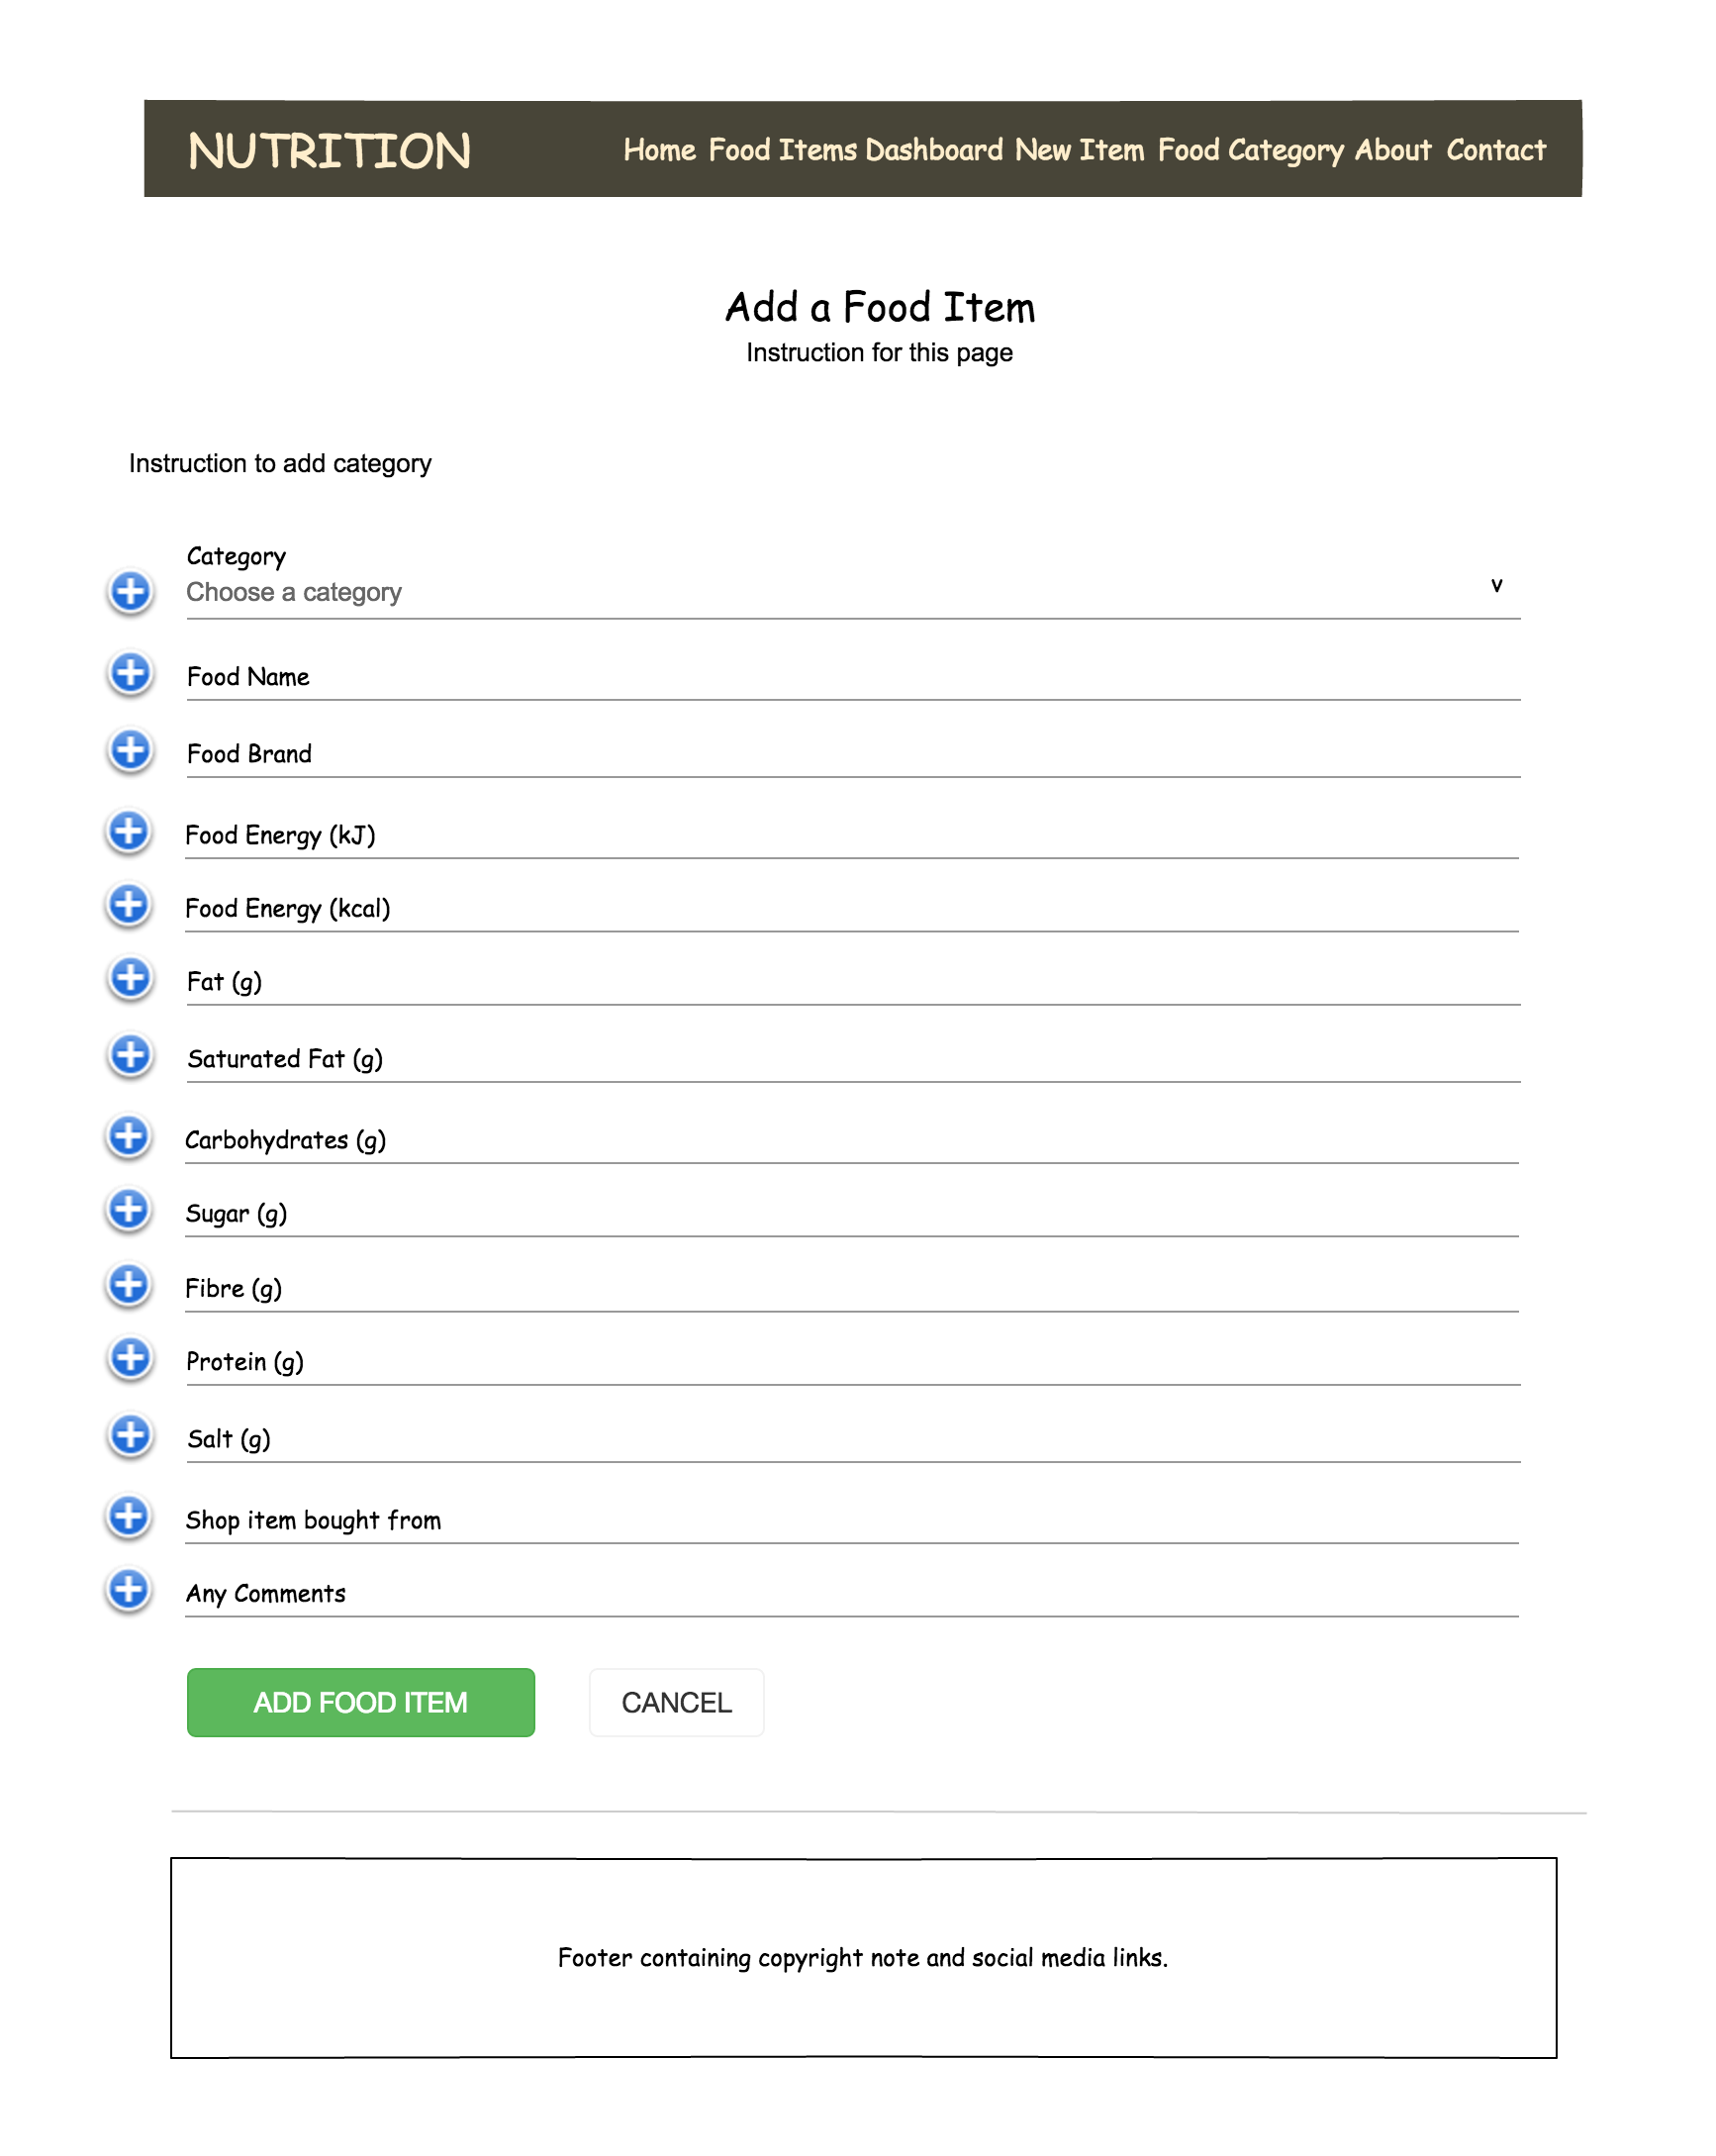 NUTRITION Home Food Items Dashboard New Item Food Category About Contact
Add a Food Item
Instruction for this page
Instruction to add category
Category
Choose a category v
Food Name
Food Brand
Food Energy (kJ)
Food Energy (kcal)
Fat (g)
Saturated Fat (g)
Carbohydrates (g)
Sugar (g)
Fibre (g)
Protein (g)
Salt (g)
Shop item bought from
Any Comments
ADD FOOD ITEM CANCEL
Footer containing copyright note and social media links.